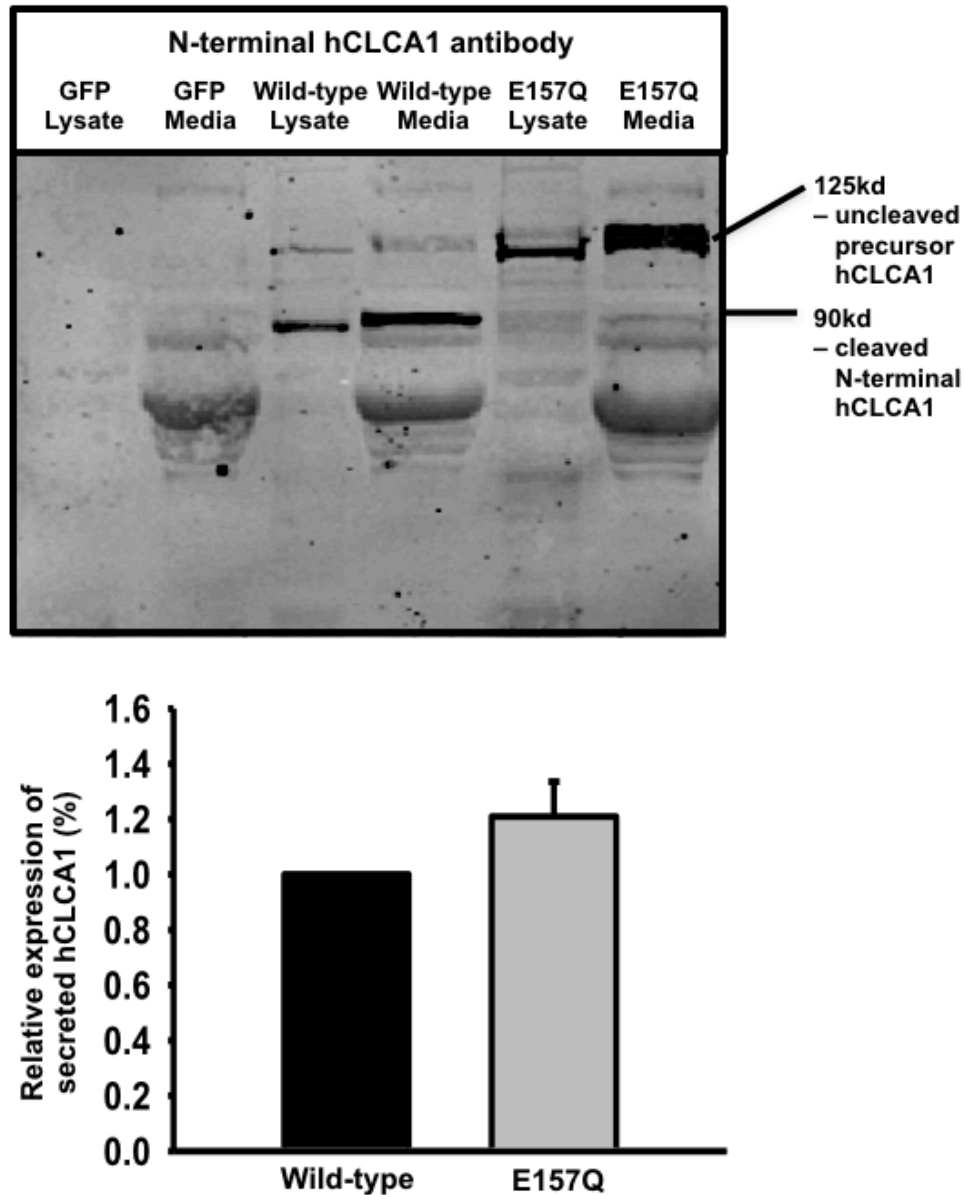 N-terminal hCLCA1 antibody
GFP Lysate
GFP Media
Wild-type Lysate
Wild-type Media
E157Q Lysate
E157Q Media
125kd
– uncleaved
precursor
hCLCA1
90kd
– cleaved
N-terminal
hCLCA1
Relative expression of
secreted hCLCA1 (%)
1.6
1.4
1.2
1.0
0.8
0.6
0.4
0.2
0.0
Wild-type
E157Q